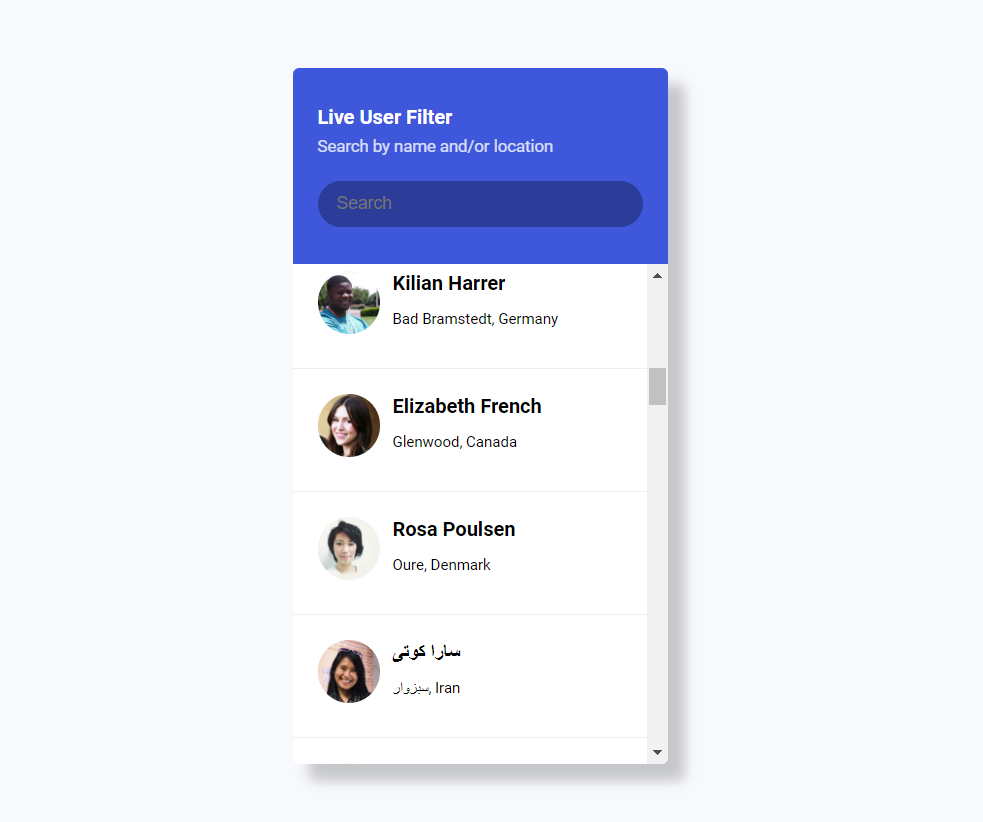 Live User Filter
Search by name and/or location
Search
Kilian Harrer
Bad Bramstedt, Germany
Elizabeth French
Glenwood, Canada
Rosa Poulsen
Oure, Denmark
سارا کوتی
سبزوار, Iran